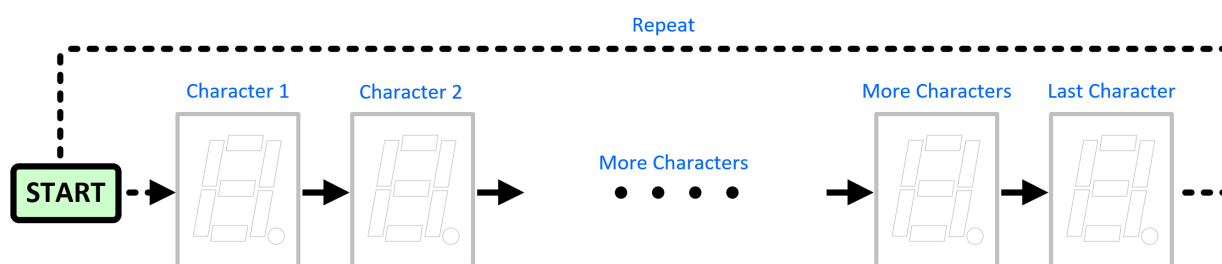 Repeat
Character 1
Character 2
More Characters
Last Character
More Characters
START